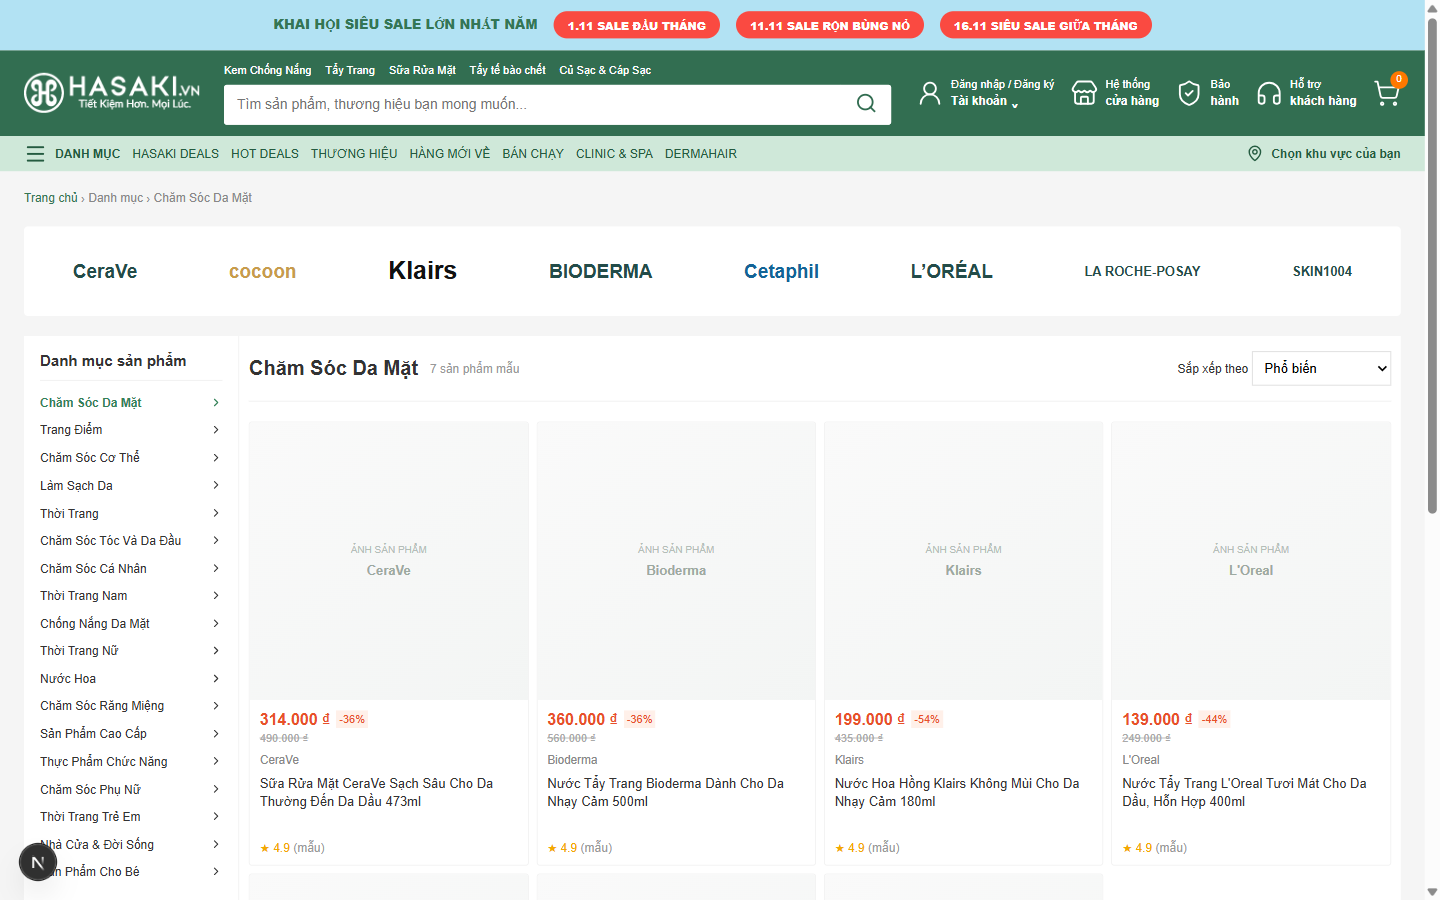 KHAI HỘI SIÊU SALE LỚN NHẤT NĂM
1.11 SALE ĐẦU THÁNG
11.11 SALE RỘN BÙNG NỔ
16.11 SIÊU SALE GIỮA THÁNG
HASAKI.VN
Tiết Kiệm Hơn. Mọi Lúc.
Kem Chống Nắng Tẩy Trang Sữa Rửa Mặt Tẩy tế bào chết Củ Sạc & Cáp Sạc
Tìm sản phẩm, thương hiệu bạn mong muốn...
Đăng nhập / Đăng ký
Tài khoản
Hệ thống
cửa hàng
Bảo
hành
Hỗ trợ
khách hàng
0
DANH MỤC HASAKI DEALS HOT DEALS THƯƠNG HIỆU HÀNG MỚI VỀ BÁN CHẠY CLINIC & SPA DERMAHAIR
Chọn khu vực của bạn
Trang chủ › Danh mục › Chăm Sóc Da Mặt
CeraVe cocoon Klairs BIODERMA Cetaphil L’ORÉAL LA ROCHE-POSAY SKIN1004
Danh mục sản phẩm
Chăm Sóc Da Mặt
Trang Điểm
Chăm Sóc Cơ Thể
Làm Sạch Da
Thời Trang
Chăm Sóc Tóc Và Da Đầu
Chăm Sóc Cá Nhân
Thời Trang Nam
Chống Nắng Da Mặt
Thời Trang Nữ
Nước Hoa
Chăm Sóc Răng Miệng
Sản Phẩm Cao Cấp
Thực Phẩm Chức Năng
Chăm Sóc Phụ Nữ
Thời Trang Trẻ Em
Nhà Cửa & Đời Sống
Sản Phẩm Cho Bé
N
Chăm Sóc Da Mặt 7 sản phẩm mẫu
Sắp xếp theo Phổ biến
ẢNH SẢN PHẨM
CeraVe
314.000 ₫ -36%
490.000 ₫
CeraVe
Sữa Rửa Mặt CeraVe Sạch Sâu Cho Da
Thường Đến Da Dầu 473ml
★ 4.9 (mẫu)
ẢNH SẢN PHẨM
Bioderma
360.000 ₫ -36%
560.000 ₫
Bioderma
Nước Tẩy Trang Bioderma Dành Cho Da
Nhạy Cảm 500ml
★ 4.9 (mẫu)
ẢNH SẢN PHẨM
Klairs
199.000 ₫ -54%
435.000 ₫
Klairs
Nước Hoa Hồng Klairs Không Mùi Cho Da
Nhạy Cảm 180ml
★ 4.9 (mẫu)
ẢNH SẢN PHẨM
L'Oreal
139.000 ₫ -44%
249.000 ₫
L'Oreal
Nước Tẩy Trang L'Oreal Tươi Mát Cho Da
Dầu, Hỗn Hợp 400ml
★ 4.9 (mẫu)